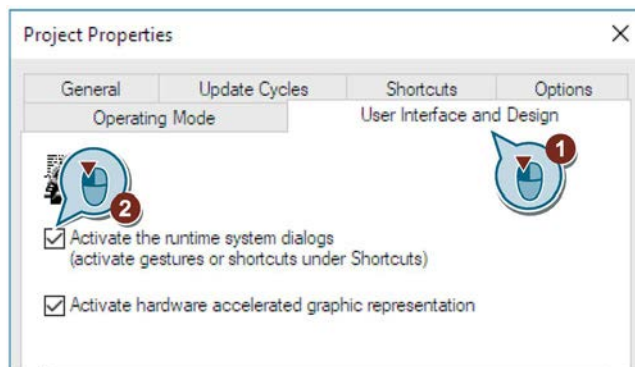 Project Properties
General Update Cycles Shortcuts Options
Operating Mode User Interface and Design
1
2
Activate the runtime system dialogs
(activate gestures or shortcuts under Shortcuts)
Activate hardware accelerated graphic representation